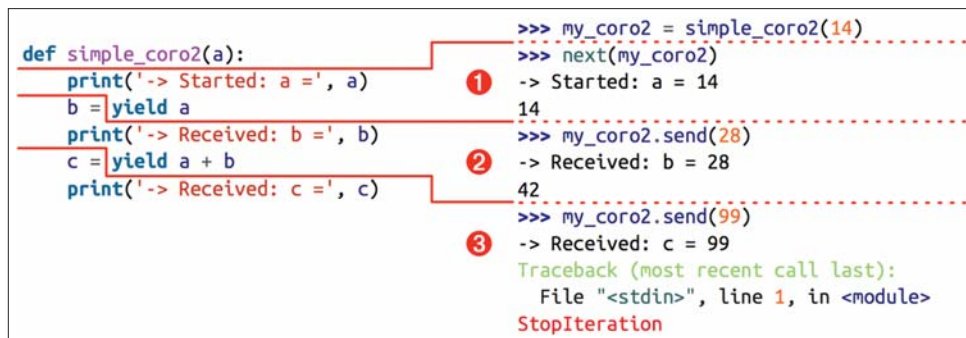 def simple_coro2(a):
    print('-> Started: a =', a)
    b = yield a
    print('-> Received: b =', b)
    c = yield a + b
    print('-> Received: c =', c)
>>> my_coro2 = simple_coro2(14)
1
>>> next(my_coro2)
-> Started: a = 14
14
2
>>> my_coro2.send(28)
-> Received: b = 28
42
3
>>> my_coro2.send(99)
-> Received: c = 99
Traceback (most recent call last):
  File "<stdin>", line 1, in <module>
StopIteration